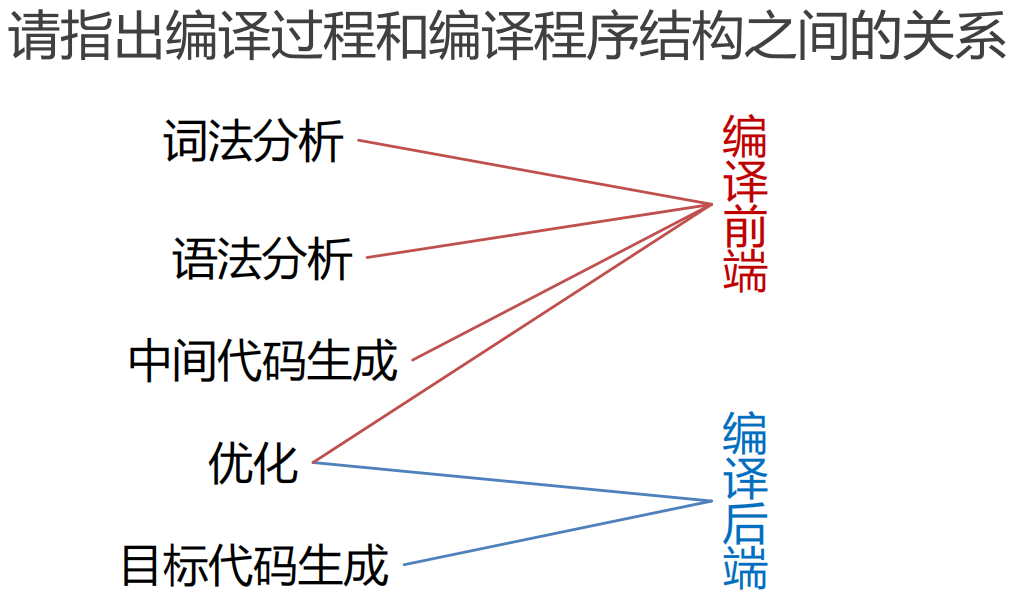 请指出编译过程和编译程序结构之间的关系
词法分析
编译前端
语法分析
中间代码生成
优化
编译后端
目标代码生成